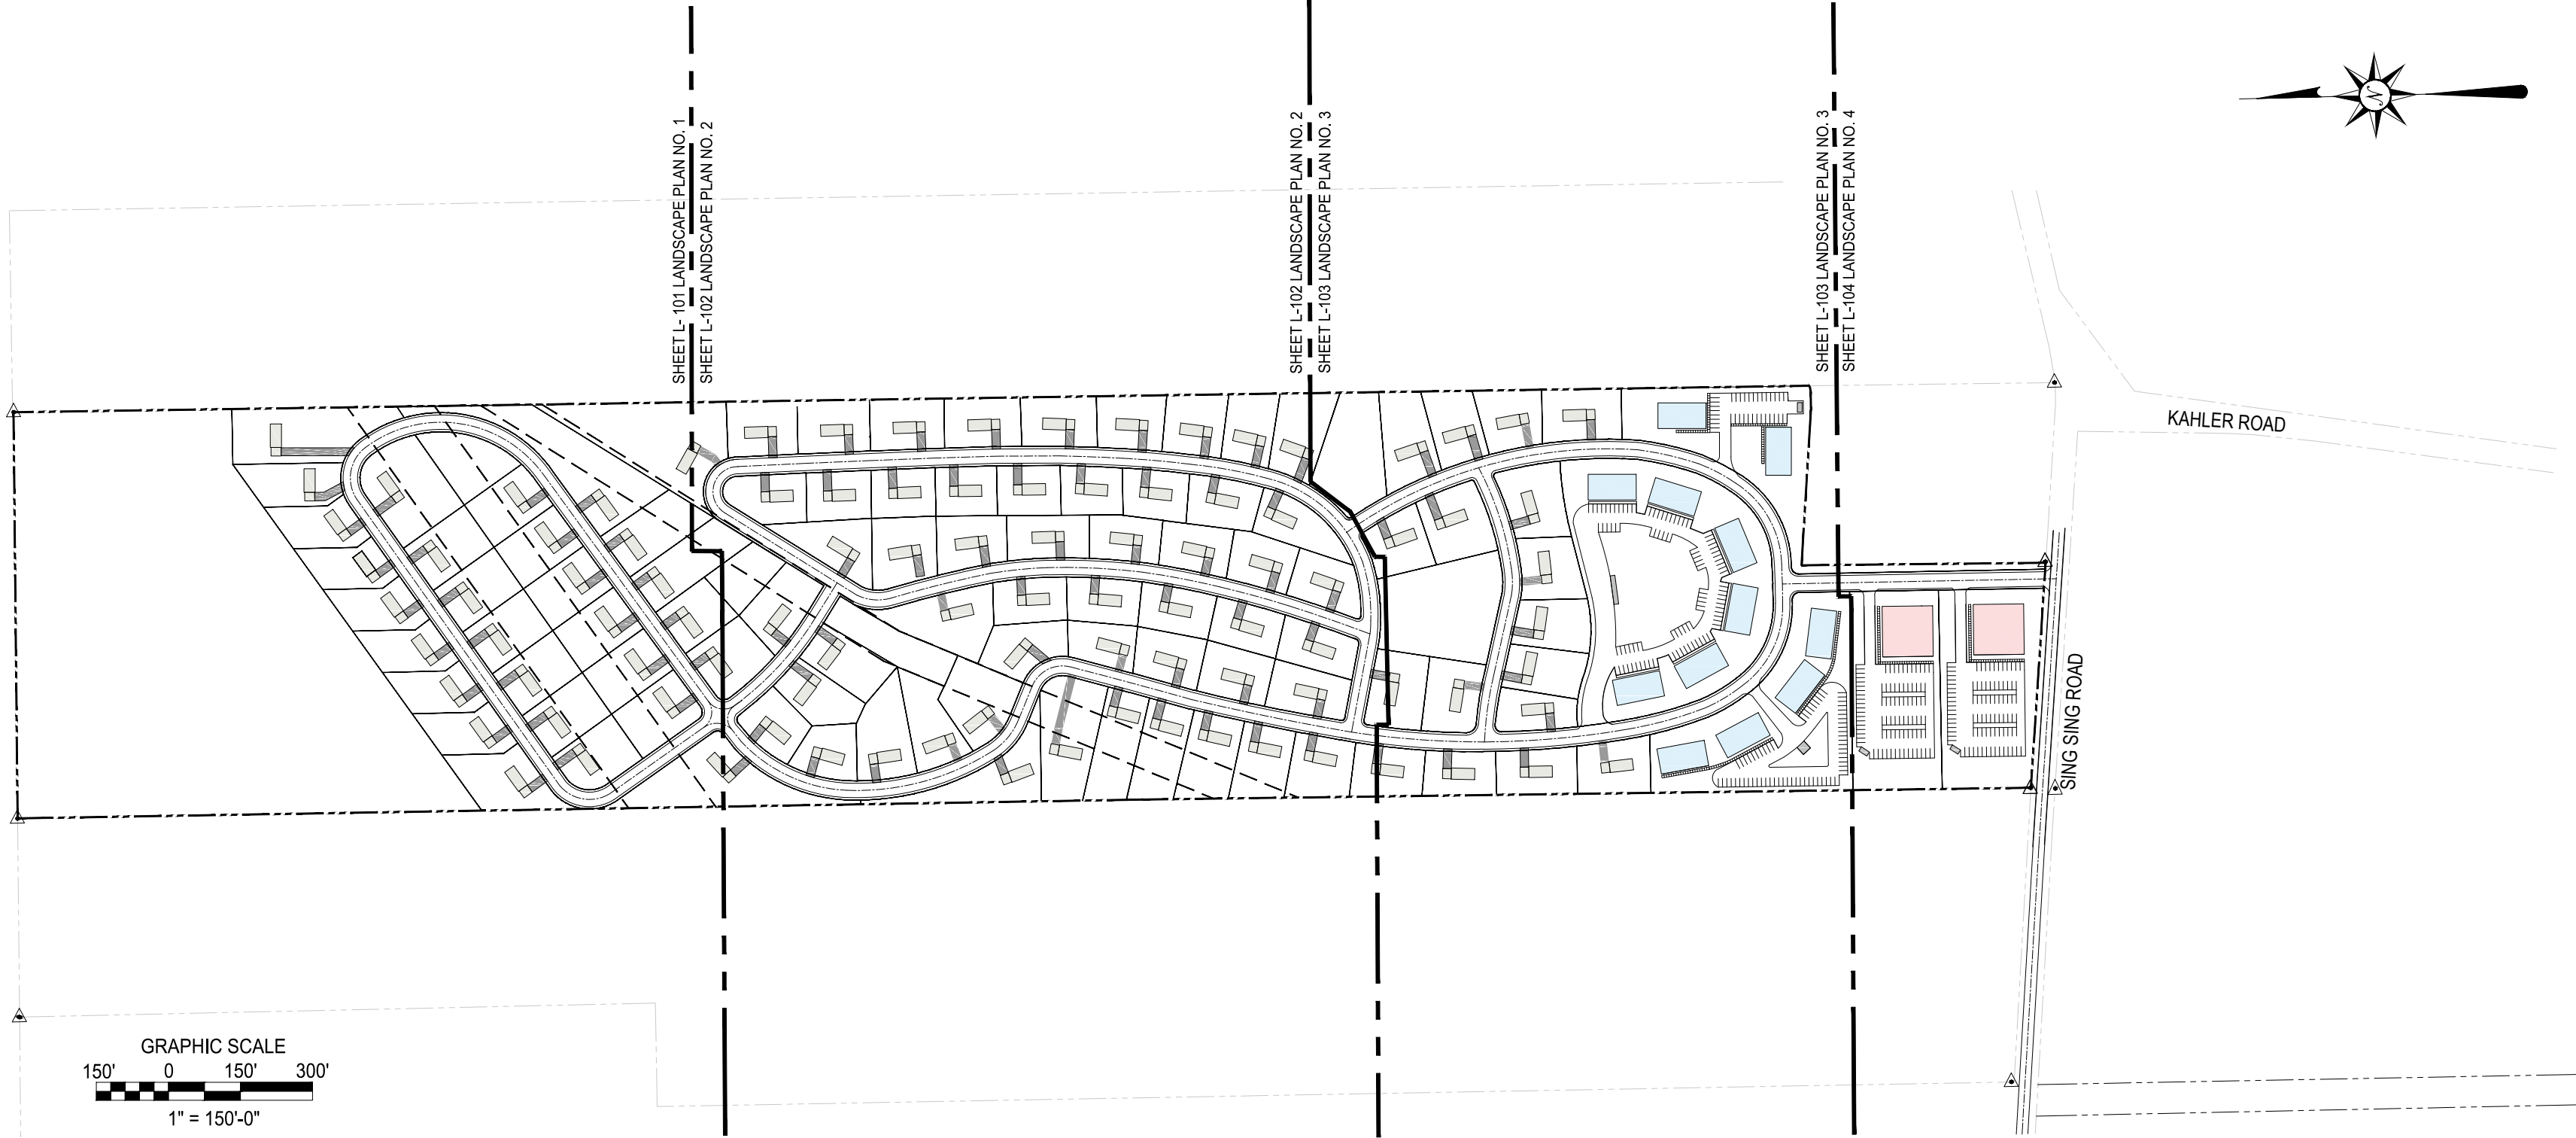 SHEET L- 101 LANDSCAPE PLAN NO. 1
SHEET L-102 LANDSCAPE PLAN NO. 2
SHEET L-102 LANDSCAPE PLAN NO. 2
SHEET L-103 LANDSCAPE PLAN NO. 3
SHEET L-103 LANDSCAPE PLAN NO. 3
SHEET L-104 LANDSCAPE PLAN NO. 4
N
KAHLER ROAD
SING SING ROAD
GRAPHIC SCALE
150' 0 150' 300'
1" = 150'-0"